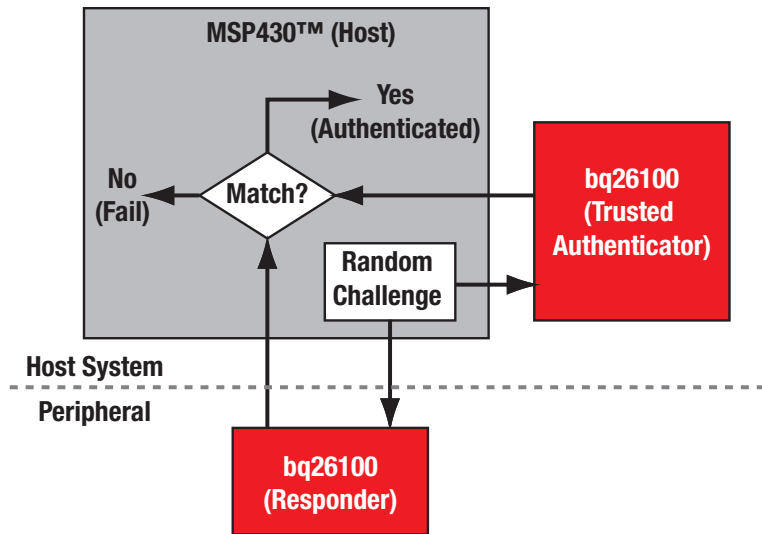 MSP430™ (Host)
Yes
(Authenticated)
No
(Fail)
Match?
bq26100
(Trusted
Authenticator)
Random
Challenge
Host System
Peripheral
bq26100
(Responder)